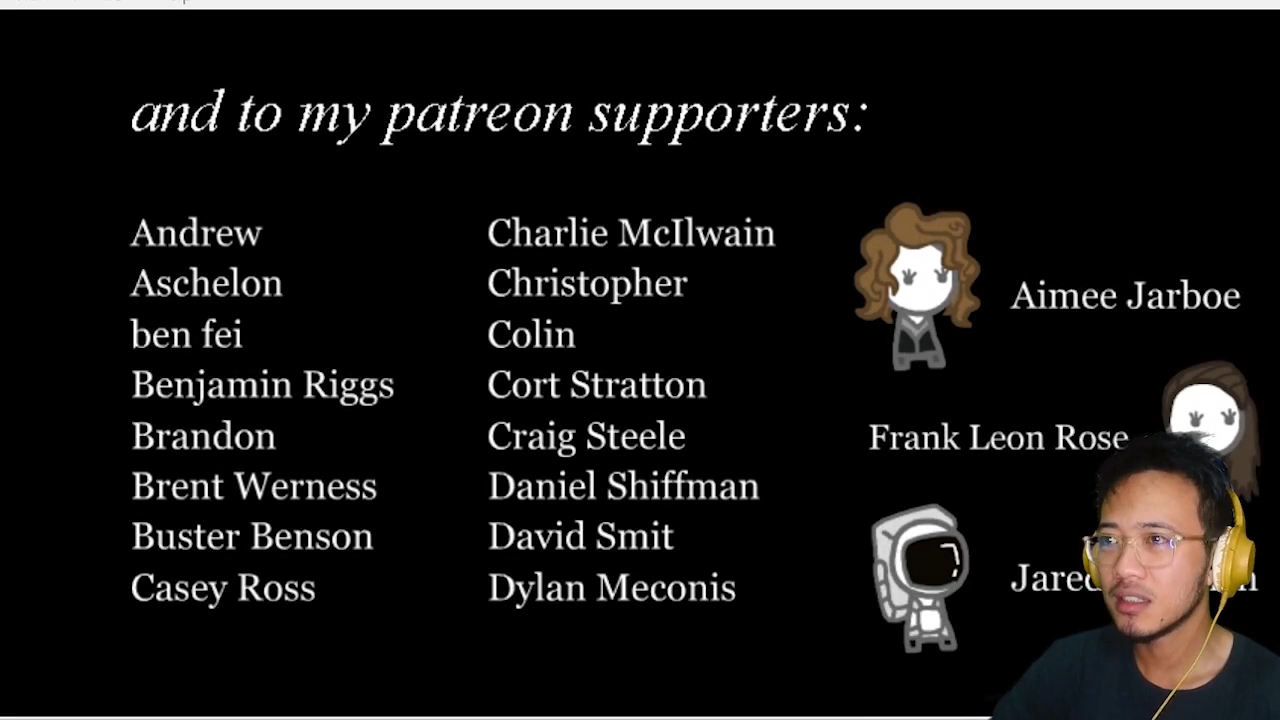 and to my patreon supporters:
Andrew
Aschelon
ben fei
Benjamin Riggs
Brandon
Brent Werness
Buster Benson
Casey Ross
Charlie McIlwain
Christopher
Colin
Cort Stratton
Craig Steele
Daniel Shiffman
David Smit
Dylan Meconis
Aimee Jarboe
Frank Leon Rose